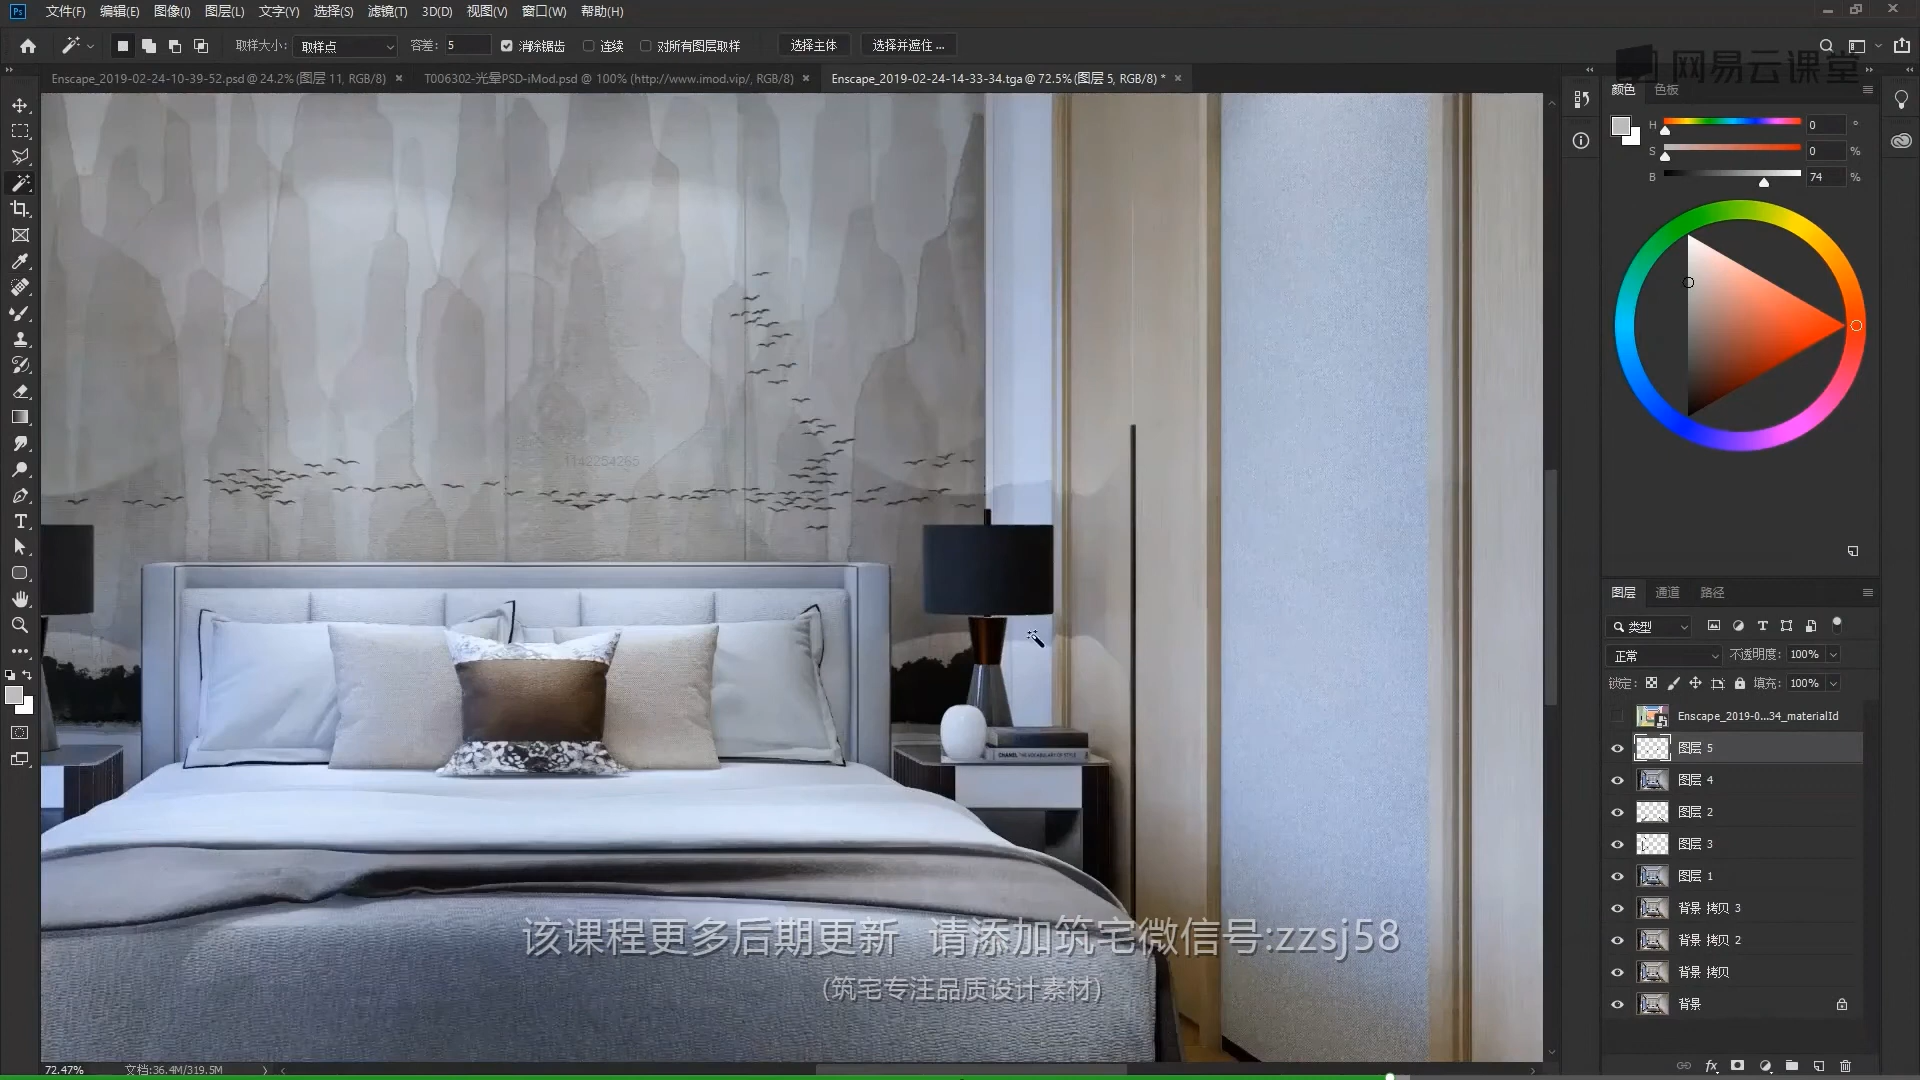 文件(F) 编辑(E) 图像(I) 图层(L) 文字(Y) 选择(S) 滤镜(T) 3D(D) 视图(V) 窗口(W) 帮助(H)
取样大小: 取样点 容差: 5 消除锯齿 连续 对所有图层取样 选择主体 选择并遮住 ...
网易云课堂
Enscape_2019-02-24-10-39-52.psd @ 24.2% (图层 11, RGB/8) × T006302-光晕PSD-iMod.psd @ 100% (http://www.imod.vip/, RGB/8) × Enscape_2019-02-24-14-33-34.tga @ 72.5% (图层 5, RGB/8) * ×
颜色 色板
H 0 °
S 0 %
B 74 %
1142254265
CHANEL THE VOCABULARY OF STYLE
图层 通道 路径
类型
正常 不透明度: 100%
锁定: 填充: 100%
Enscape_2019-0...34_materialId
图层 5
图层 4
图层 2
图层 3
图层 1
背景 拷贝 3
背景 拷贝 2
背景 拷贝
背景
该课程更多后期更新 请添加筑宅微信号:zzsj58
(筑宅专注品质设计素材)
72.47% 文档:36.4M/319.5M